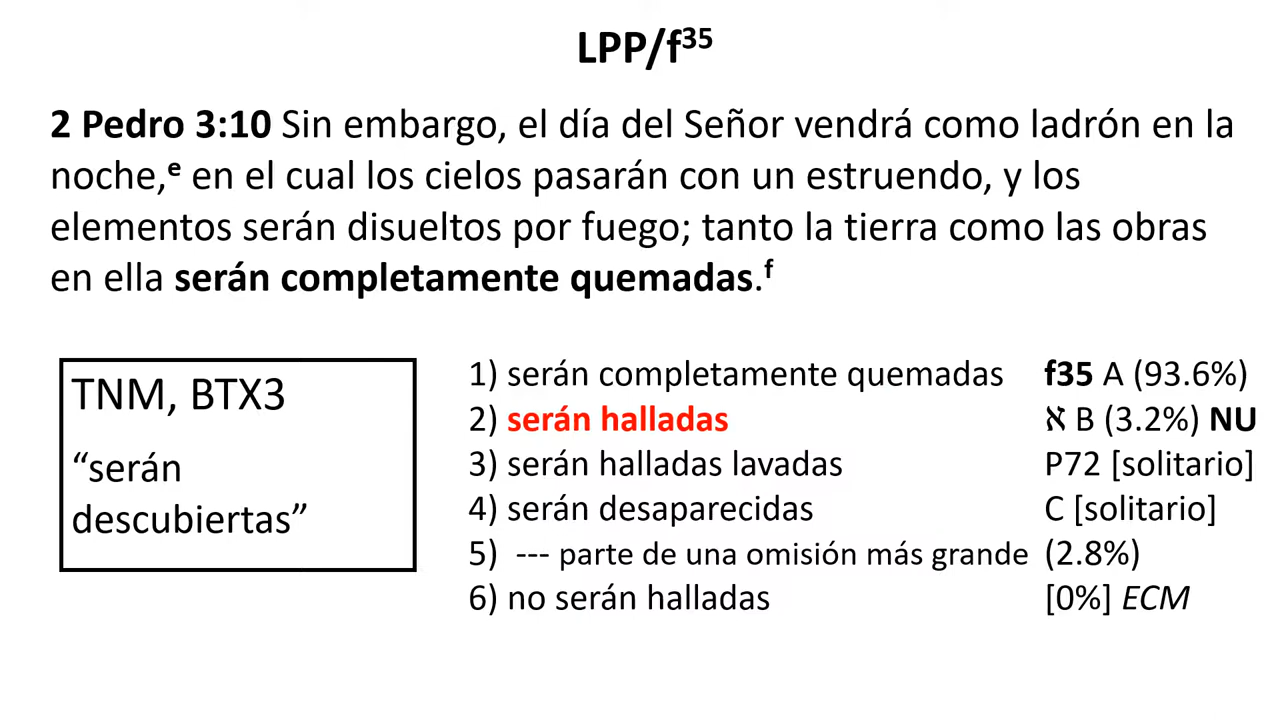 LPP/f³⁵
2 Pedro 3:10 Sin embargo, el día del Señor vendrá como ladrón en la
noche,ᵉ en el cual los cielos pasarán con un estruendo, y los
elementos serán disueltos por fuego; tanto la tierra como las obras
en ella serán completamente quemadas.ᶠ
TNM, BTX3
“serán
descubiertas”
1) serán completamente quemadas f35 A (93.6%)
2) serán halladas א B (3.2%) NU
3) serán halladas lavadas P72 [solitario]
4) serán desaparecidas C [solitario]
5) --- parte de una omisión más grande (2.8%)
6) no serán halladas [0%] ECM